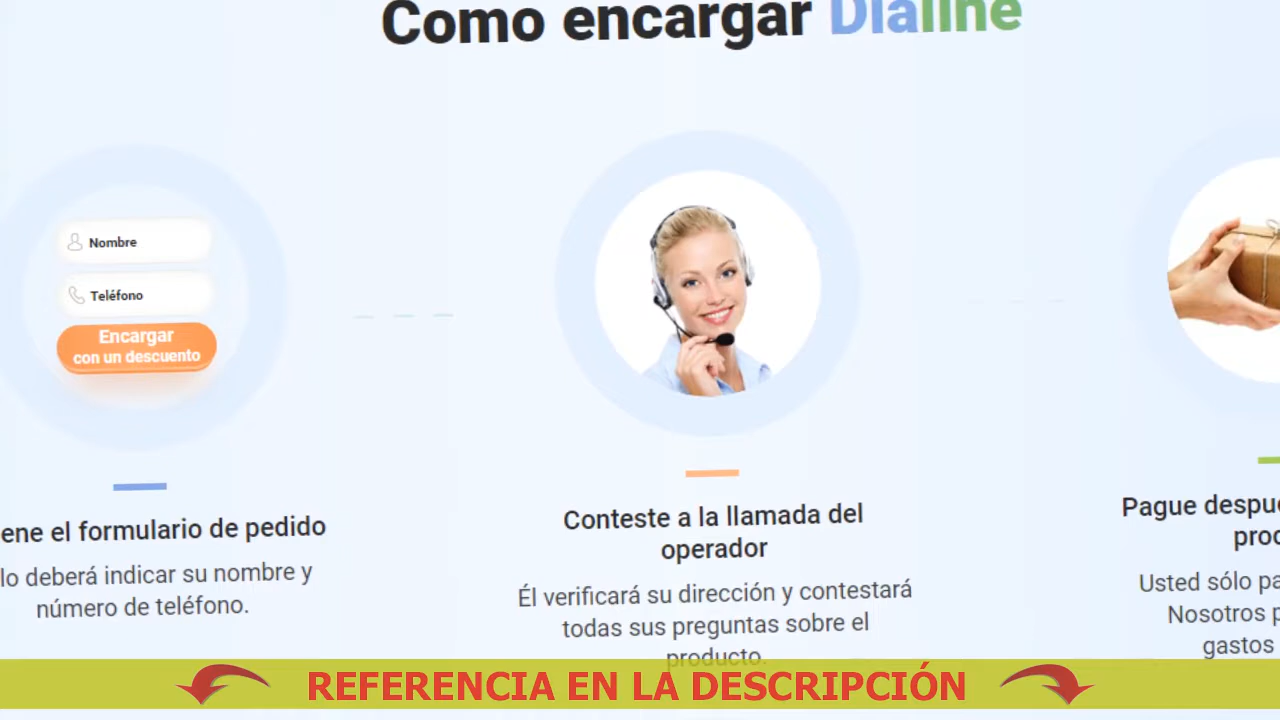 Como encargar Dialine
Nombre
Teléfono
Encargar
con un descuento
ene el formulario de pedido
lo deberá indicar su nombre y
número de teléfono.
Conteste a la llamada del
operador
Él verificará su dirección y contestará
todas sus preguntas sobre el
producto.
Pague despu
proc
Usted sólo pa
Nosotros p
gastos
REFERENCIA EN LA DESCRIPCIÓN